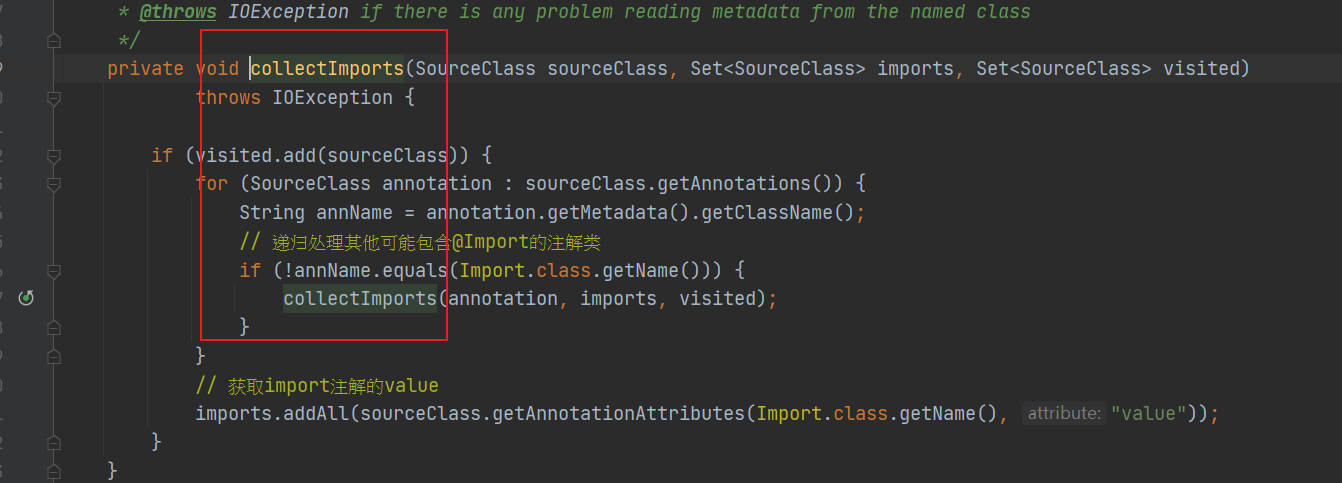 * @throws IOException if there is any problem reading metadata from the named class
*/
private void collectImports(SourceClass sourceClass, Set<SourceClass> imports, Set<SourceClass> visited)
throws IOException {
if (visited.add(sourceClass)) {
for (SourceClass annotation : sourceClass.getAnnotations()) {
String annName = annotation.getMetadata().getClassName();
// 递归处理其他可能包含@Import的注解类
if (!annName.equals(Import.class.getName())) {
collectImports(annotation, imports, visited);
}
}
// 获取import注解的value
imports.addAll(sourceClass.getAnnotationAttributes(Import.class.getName(), attribute: "value"));
}
}